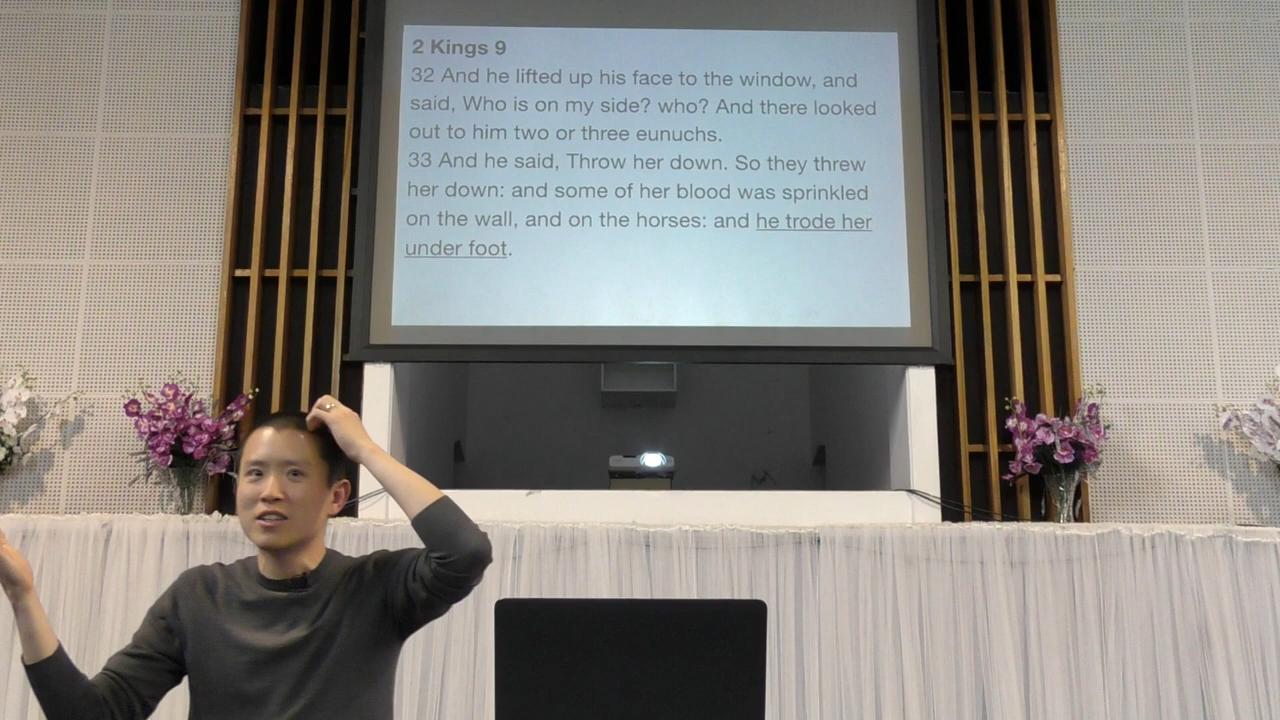 2 Kings 9
32 And he lifted up his face to the window, and
said, Who is on my side? who? And there looked
out to him two or three eunuchs.
33 And he said, Throw her down. So they threw
her down: and some of her blood was sprinkled
on the wall, and on the horses: and he trode her
under foot.